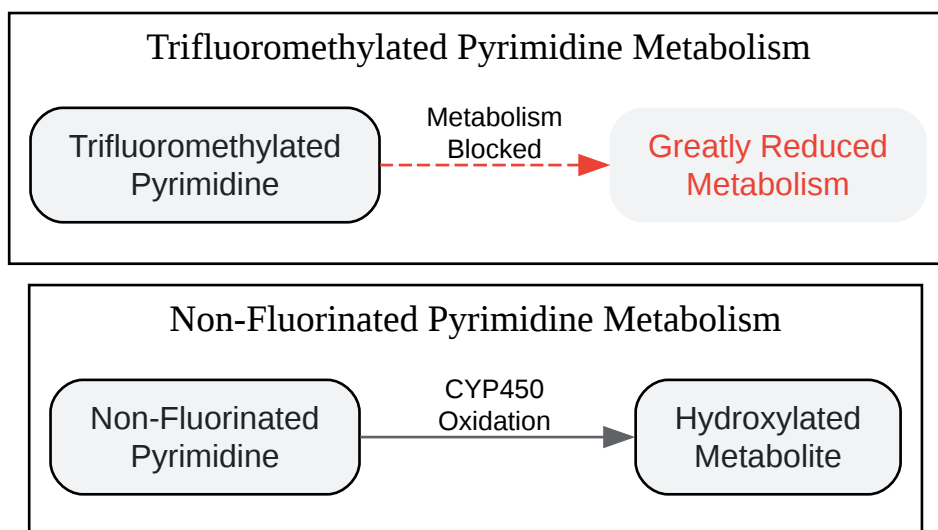 Trifluoromethylated Pyrimidine Metabolism
Trifluoromethylated
Pyrimidine
Metabolism
Blocked
Greatly Reduced
Metabolism
Non-Fluorinated Pyrimidine Metabolism
Non-Fluorinated
Pyrimidine
CYP450
Oxidation
Hydroxylated
Metabolite